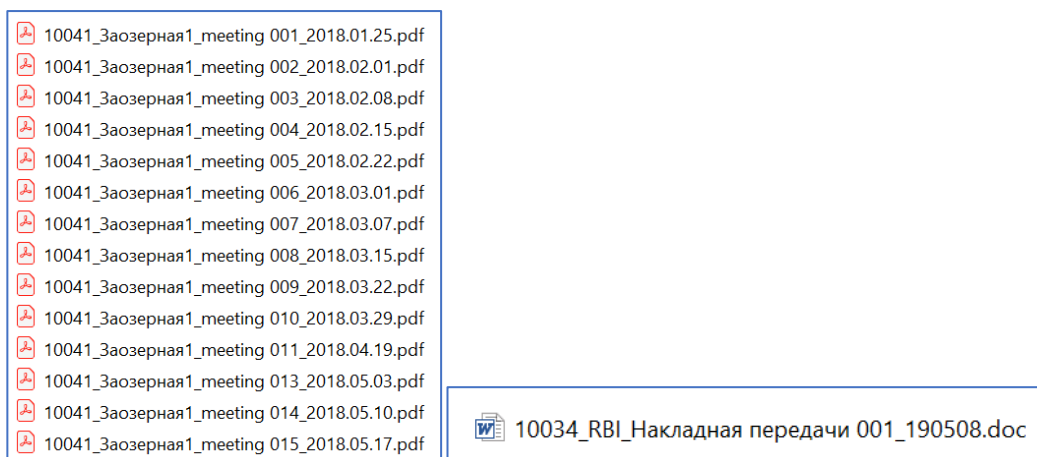 10041_Заозерная1_meeting 001_2018.01.25.pdf
10041_Заозерная1_meeting 002_2018.02.01.pdf
10041_Заозерная1_meeting 003_2018.02.08.pdf
10041_Заозерная1_meeting 004_2018.02.15.pdf
10041_Заозерная1_meeting 005_2018.02.22.pdf
10041_Заозерная1_meeting 006_2018.03.01.pdf
10041_Заозерная1_meeting 007_2018.03.07.pdf
10041_Заозерная1_meeting 008_2018.03.15.pdf
10041_Заозерная1_meeting 009_2018.03.22.pdf
10041_Заозерная1_meeting 010_2018.03.29.pdf
10041_Заозерная1_meeting 011_2018.04.19.pdf
10041_Заозерная1_meeting 013_2018.05.03.pdf
10041_Заозерная1_meeting 014_2018.05.10.pdf
10041_Заозерная1_meeting 015_2018.05.17.pdf
10034_RBI_Накладная передачи 001_190508.doc